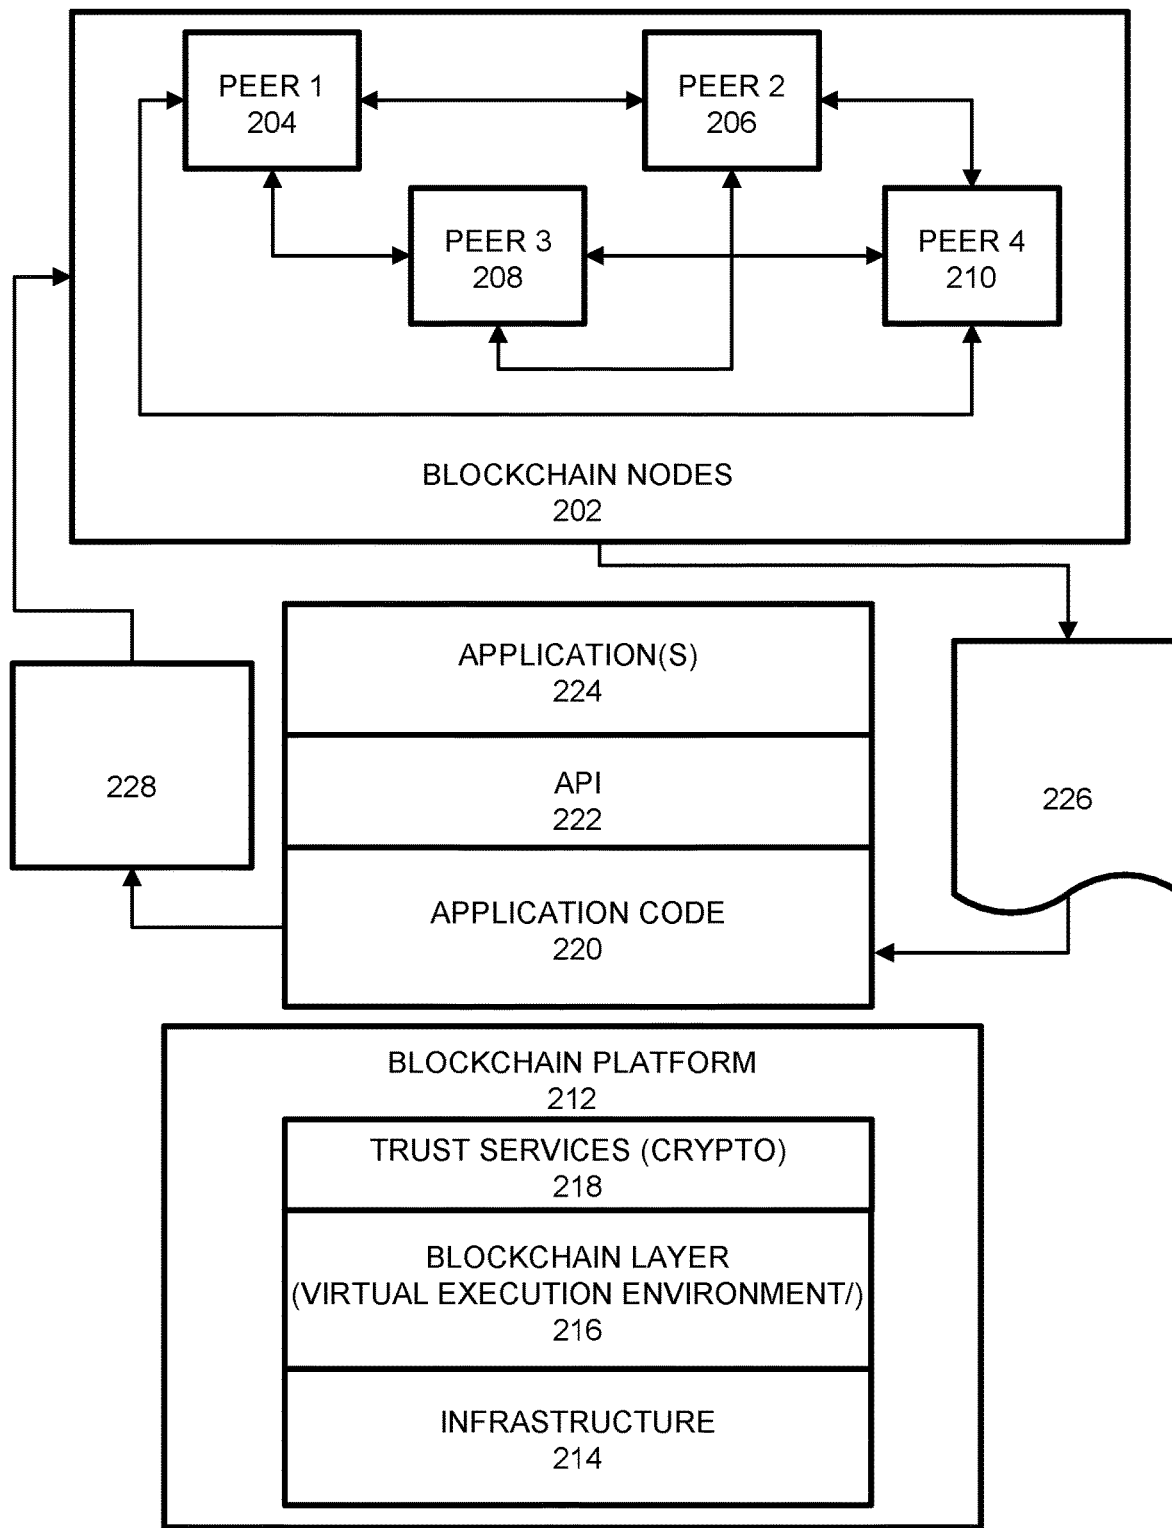 PEER 1
204
PEER 2
206
PEER 3
208
PEER 4
210
BLOCKCHAIN NODES
202
APPLICATION(S)
224
API
222
228
226
APPLICATION CODE
220
BLOCKCHAIN PLATFORM
212
TRUST SERVICES (CRYPTO)
218
BLOCKCHAIN LAYER
(VIRTUAL EXECUTION ENVIRONMENT/)
216
INFRASTRUCTURE
214